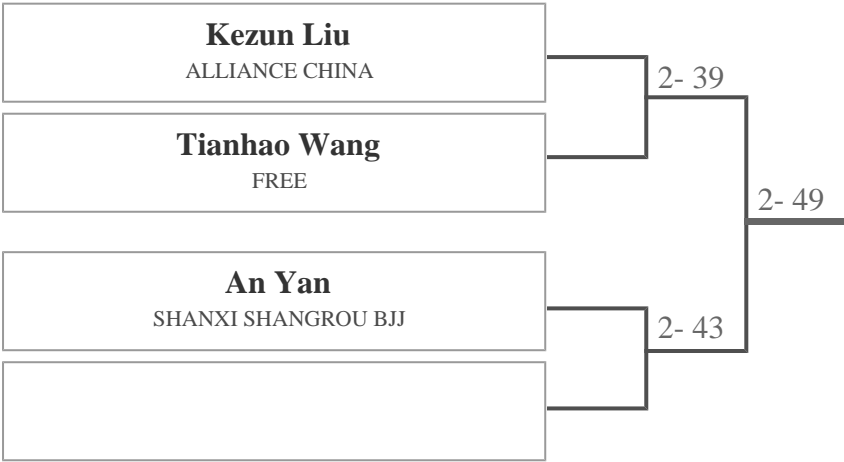 Kezun Liu
ALLIANCE CHINA
2- 39
Tianhao Wang
FREE
2- 49
An Yan
SHANXI SHANGROU BJJ
2- 43